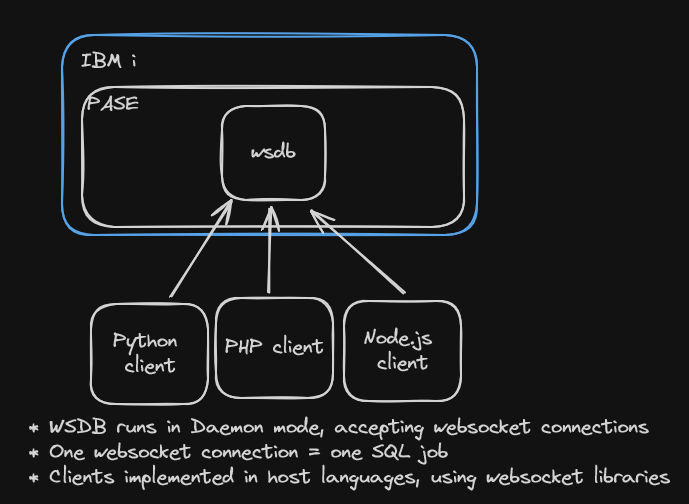 IBM i
PASE
wsdb
Python
client
PHP client
Node.js
client
* WSDB runs in Daemon mode, accepting websocket connections
* One websocket connection = one SQL job
* Clients implemented in host languages, using websocket libraries